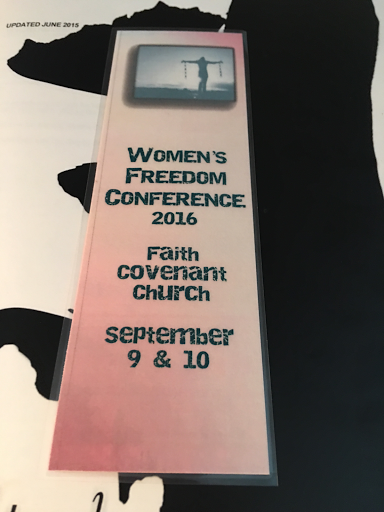 UPDATED JUNE 2015
WOMEN'S
FREEDOM
CONFERENCE
2016
Faith
covenant
church
september
9 & 10